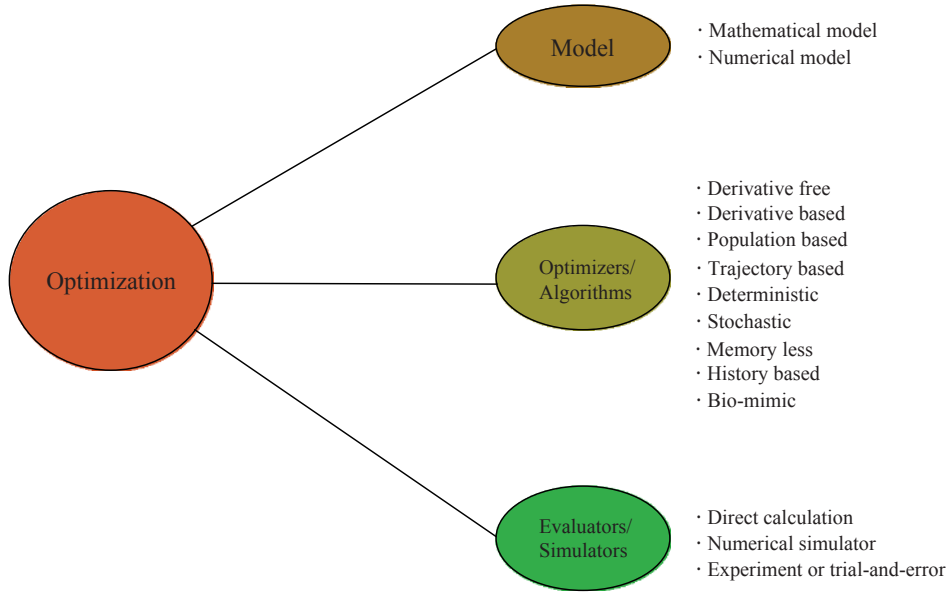 Optimization
Model
· Mathematical model
· Numerical model
Optimizers/
Algorithms
· Derivative free
· Derivative based
· Population based
· Trajectory based
· Deterministic
· Stochastic
· Memory less
· History based
· Bio-mimic
Evaluators/
Simulators
· Direct calculation
· Numerical simulator
· Experiment or trial-and-error